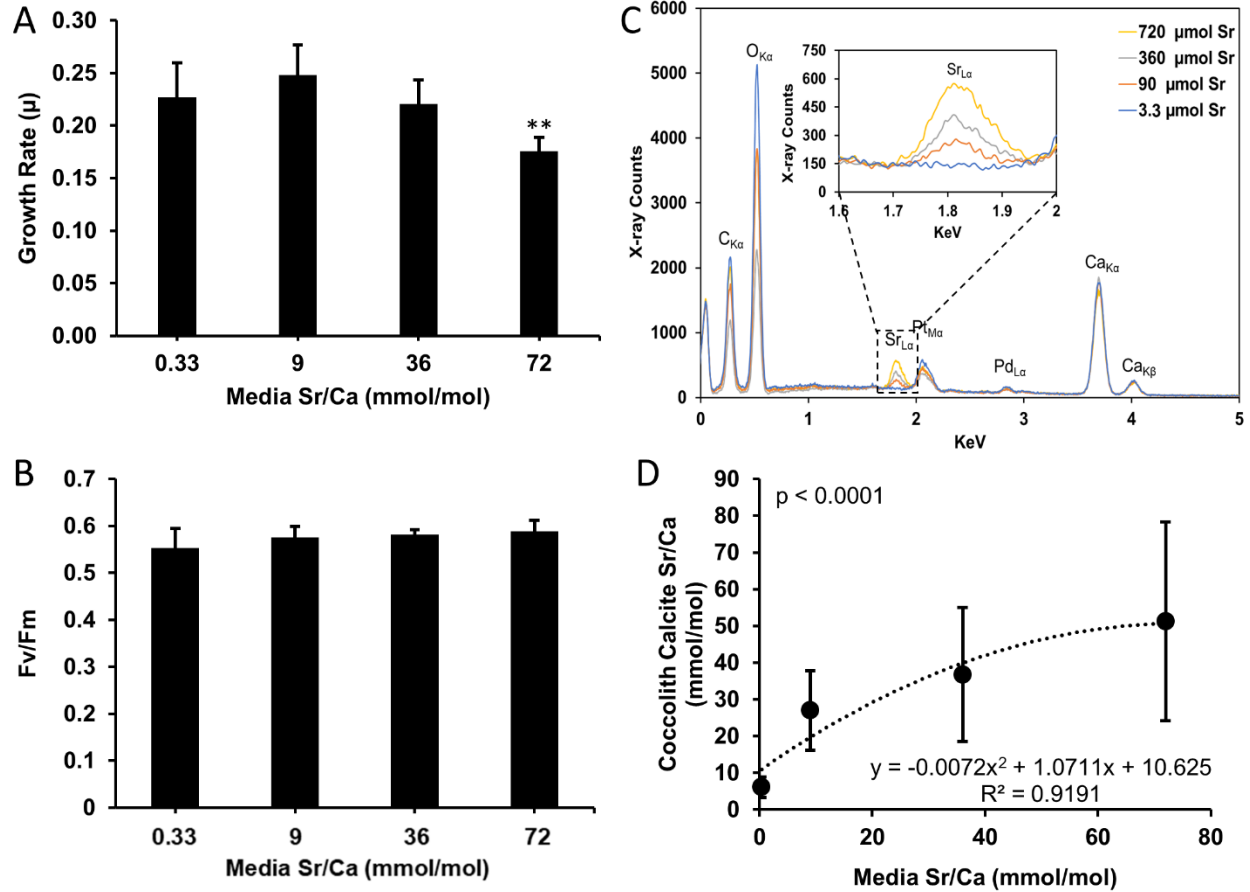 A
Growth Rate (µ)
0.30
0.25
0.20
0.15
0.10
0.05
0.00
**
0.33 9 36 72
Media Sr/Ca (mmol/mol)
B
Fv/Fm
0.7
0.6
0.5
0.4
0.3
0.2
0.1
0
0.33 9 36 72
Media Sr/Ca (mmol/mol)
C
X-ray Counts
6000
5000
4000
3000
2000
1000
0
0 1 2 3 4 5
KeV
CKα
OKα
SrLα
PtMα
PdLα
CaKα
CaKβ
720 µmol Sr
360 µmol Sr
90 µmol Sr
3.3 µmol Sr
X-ray Counts
750
600
450
300
150
0
SrLα
1.6 1.7 1.8 1.9 2
KeV
D
Coccolith Calcite Sr/Ca
(mmol/mol)
90
80
70
60
50
40
30
20
10
0
p < 0.0001
y = -0.0072x² + 1.0711x + 10.625
R² = 0.9191
0 20 40 60 80
Media Sr/Ca (mmol/mol)